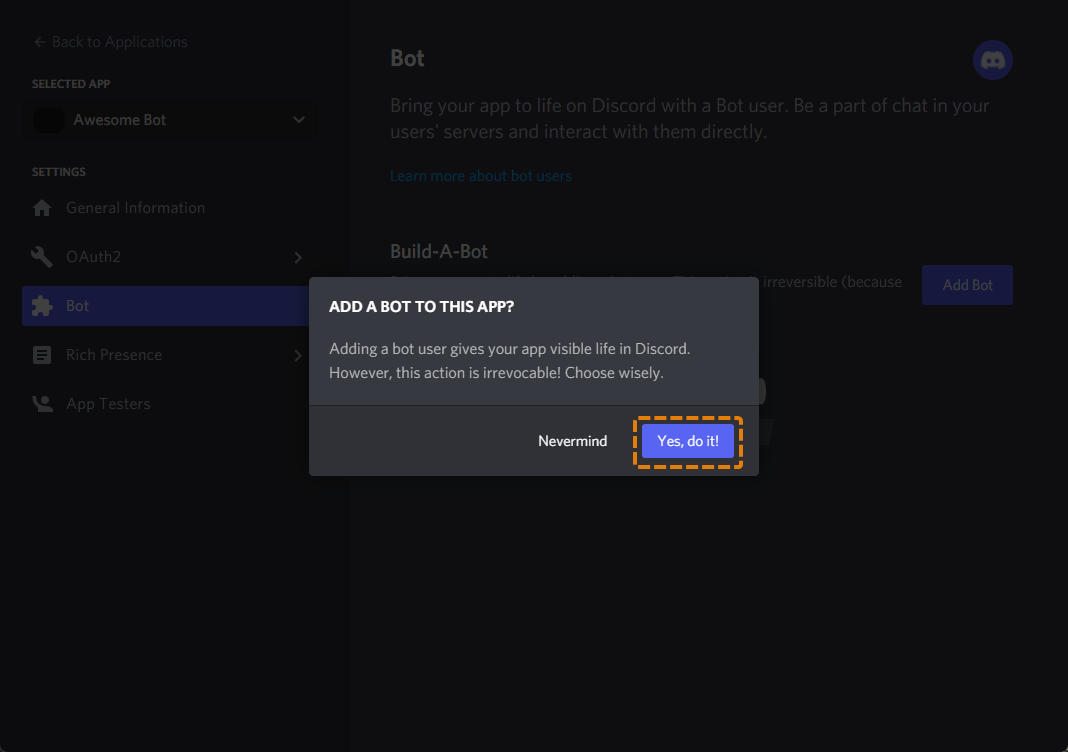 ← Back to Applications
SELECTED APP
Awesome Bot
SETTINGS
General Information
OAuth2
Bot
Rich Presence
App Testers
Bot
Bring your app to life on Discord with a Bot user. Be a part of chat in your
users' servers and interact with them directly.
Learn more about bot users
Build-A-Bot
irreversible (because
Add Bot
ADD A BOT TO THIS APP?
Adding a bot user gives your app visible life in Discord.
However, this action is irrevocable! Choose wisely.
Nevermind
Yes, do it!